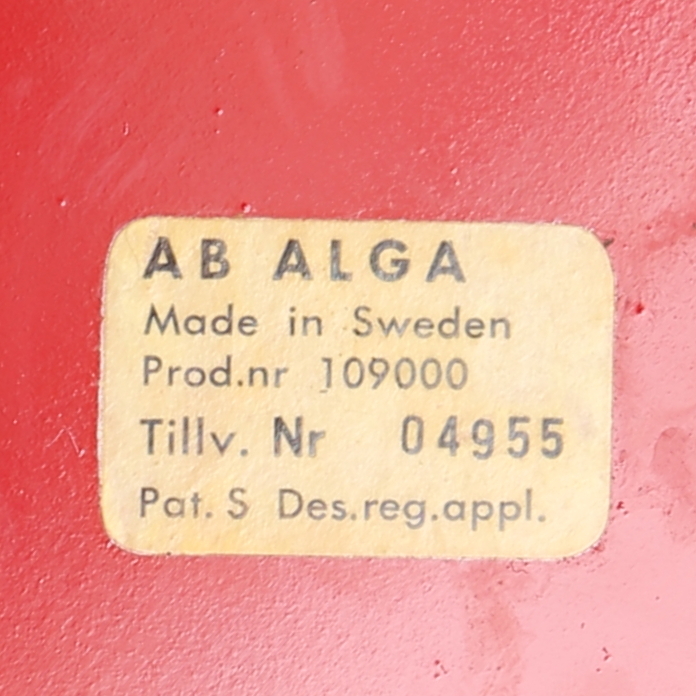 AB ALGA
Made in Sweden
Prod.nr 109000
Tillv. Nr 04955
Pat. S Des.reg.appl.